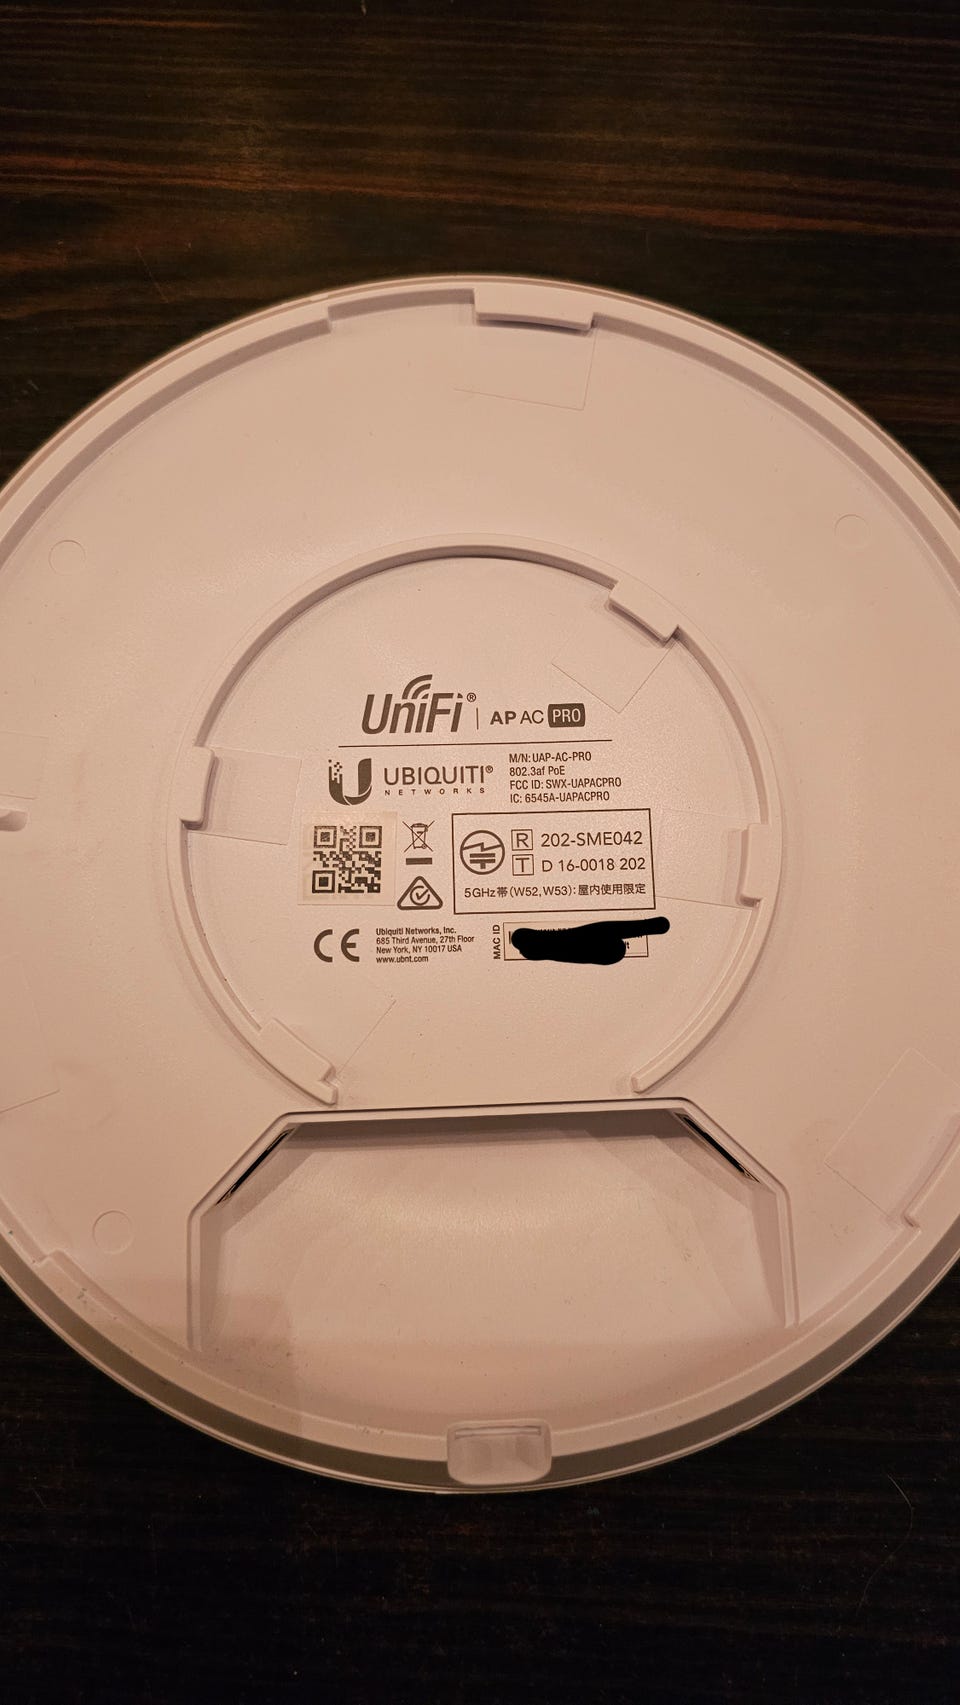 UniFi® | AP AC PRO
UBIQUITI®
NETWORKS
M/N: UAP-AC-PRO
802.3af PoE
FCC ID: SWX-UAPACPRO
IC: 6545A-UAPACPRO
R 202-SME042
T D 16-0018 202
5GHz帯(W52,W53):屋内使用限定
CE
Ubiquiti Networks, Inc.
685 Third Avenue, 27th Floor
New York, NY 10017 USA
www.ubnt.com
MAC ID